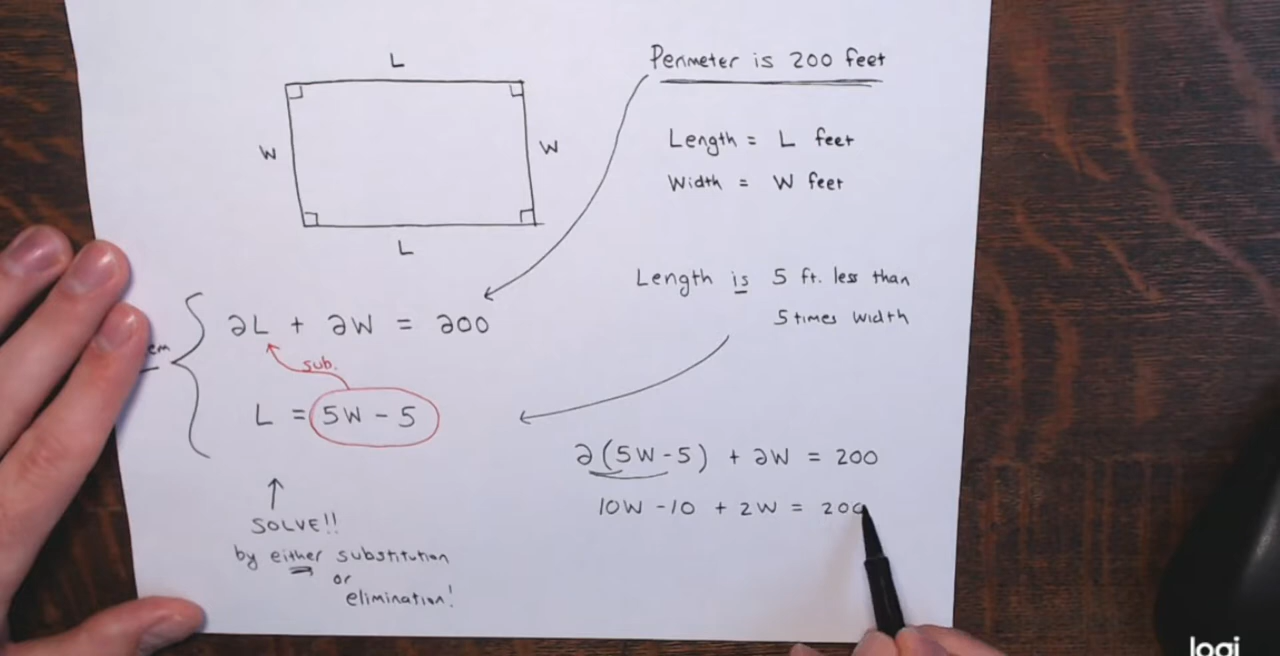 L
Perimeter is 200 feet
W
W
Length = L feet
Width = W feet
L
Length is 5 ft. less than
5 times width
2L + 2W = 200
sub.
L = 5W - 5
2(5W-5) + 2W = 200
10W -10 + 2W = 200
SOLVE!!
by either substitution
or
elimination!
logi